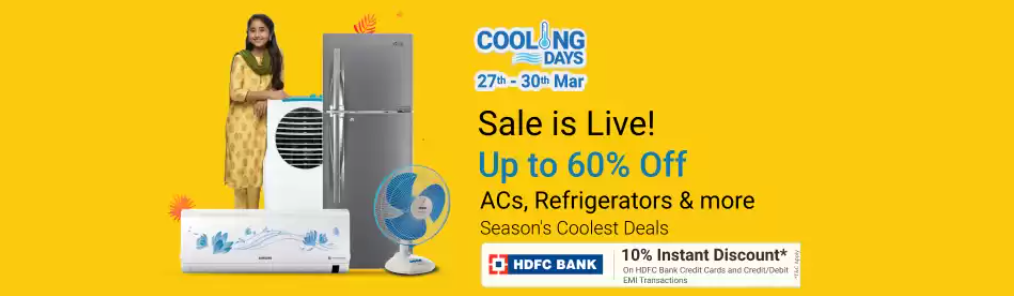 COOLING
DAYS
27th - 30th Mar
Sale is Live!
Up to 60% Off
ACs, Refrigerators & more
Season's Coolest Deals
HDFC BANK
10% Instant Discount*
On HDFC Bank Credit Cards and Credit/Debit
EMI Transactions